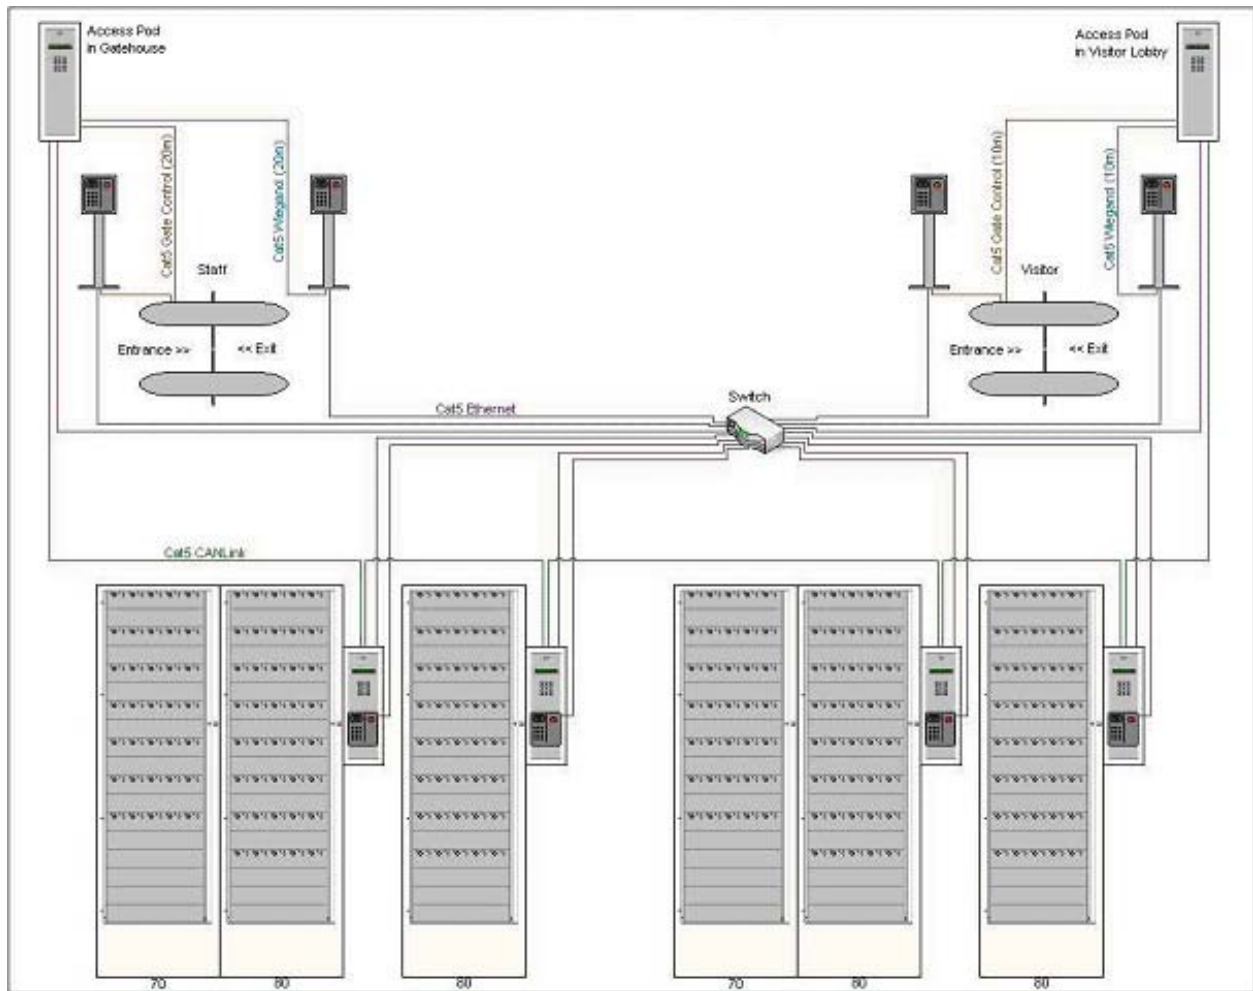 Access Pod
in Gatehouse
Access Pod
in Visitor Lobby
Cat5 Gate Control (20m)
Cat5 Wiegand (20m)
Cat5 Gate Control (10m)
Cat5 Wiegand (10m)
Staff
Visitor
Entrance >>
<< Exit
Entrance >>
<< Exit
Switch
Cat5 Ethernet
Cat5 CANLink
70
80
80
70
80
80